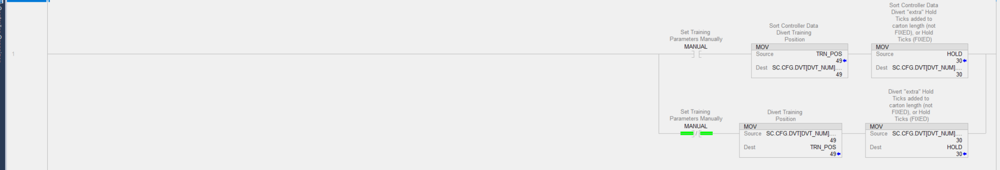 Sort Controller Data
Divert "extra" Hold
Ticks added to
carton length (not
FIXED), or Hold
Ticks (FIXED)
Sort Controller Data
Divert Training
Position
Set Training
Parameters Manually
MANUAL
1
MOV
Source TRN_POS
49
Dest SC.CFG.DVT[DVT_NUM]....
49
MOV
Source HOLD
30
Dest SC.CFG.DVT[DVT_NUM]....
30
Divert "extra" Hold
Ticks added to
carton length (not
FIXED), or Hold
Ticks (FIXED)
Divert Training
Position
Set Training
Parameters Manually
MANUAL
MOV
Source SC.CFG.DVT[DVT_NUM]....
49
Dest TRN_POS
49
MOV
Source SC.CFG.DVT[DVT_NUM]....
30
Dest HOLD
30